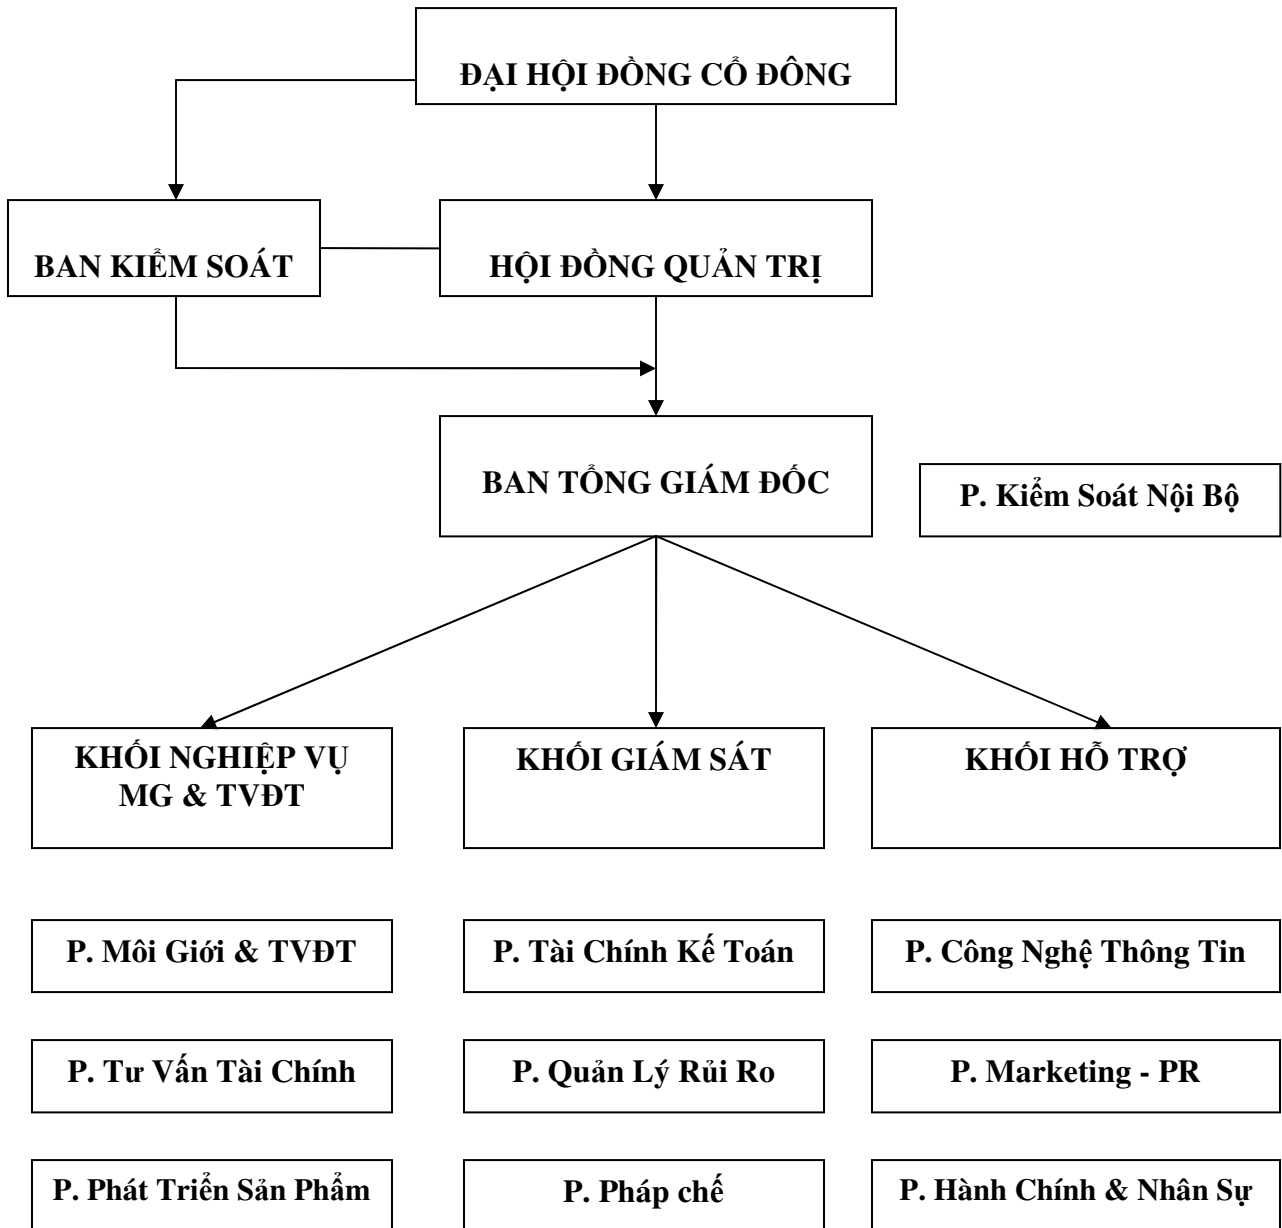 ĐẠI HỘI ĐỒNG CỔ ĐÔNG
BAN KIỂM SOÁT
HỘI ĐỒNG QUẢN TRỊ
BAN TỔNG GIÁM ĐỐC
P. Kiểm Soát Nội Bộ
KHỐI NGHIỆP VỤ
MG & TVĐT
KHỐI GIÁM SÁT
KHỐI HỖ TRỢ
P. Môi Giới & TVĐT
P. Tài Chính Kế Toán
P. Công Nghệ Thông Tin
P. Tư Vấn Tài Chính
P. Quản Lý Rủi Ro
P. Marketing - PR
P. Phát Triển Sản Phẩm
P. Pháp chế
P. Hành Chính & Nhân Sự